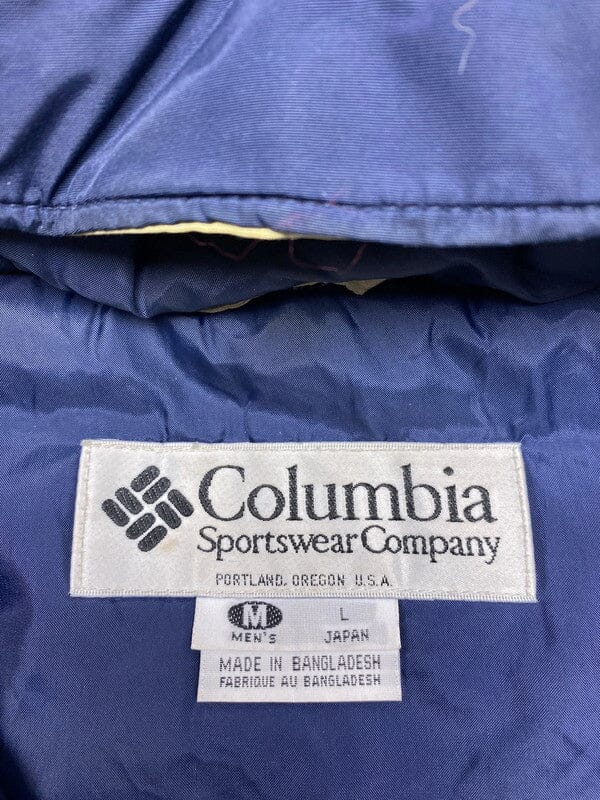 Columbia
Sportswear Company
PORTLAND, OREGON U.S.A.
M L
MEN'S JAPAN
MADE IN BANGLADESH
FABRIQUE AU BANGLADESH